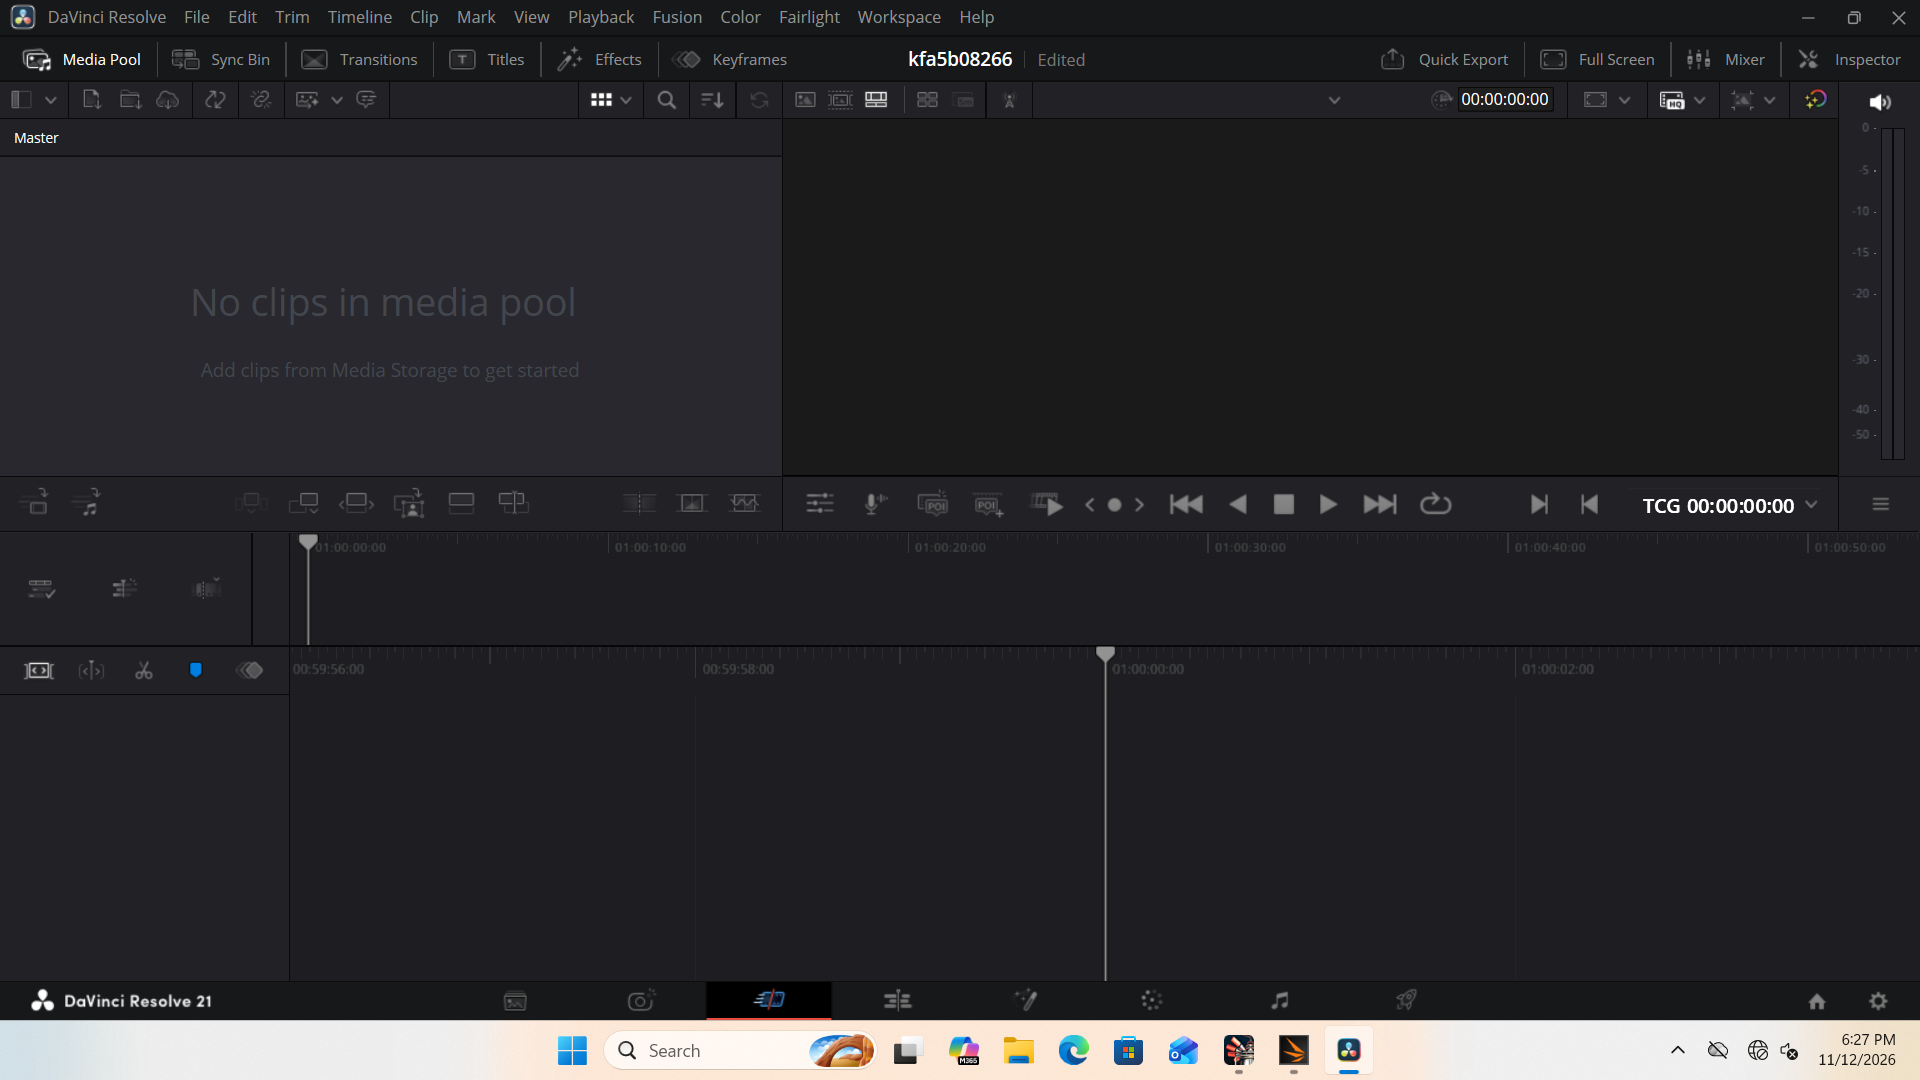 DaVinci Resolve File Edit Trim Timeline Clip Mark View Playback Fusion Color Fairlight Workspace Help
Media Pool Sync Bin Transitions Titles Effects Keyframes kfa5b08266 Edited Quick Export Full Screen Mixer Inspector
HQ 00:00:00:00
Master
0
-5
-10
-15
-20
-30
-40
-50
No clips in media pool
Add clips from Media Storage to get started
POI POI TCG 00:00:00:00
01:00:00:00 01:00:10:00 01:00:20:00 01:00:30:00 01:00:40:00 01:00:50:00
00:59:56:00 00:59:58:00 01:00:00:00 01:00:02:00
DaVinci Resolve 21
Search M365 6:27 PM
11/12/2026